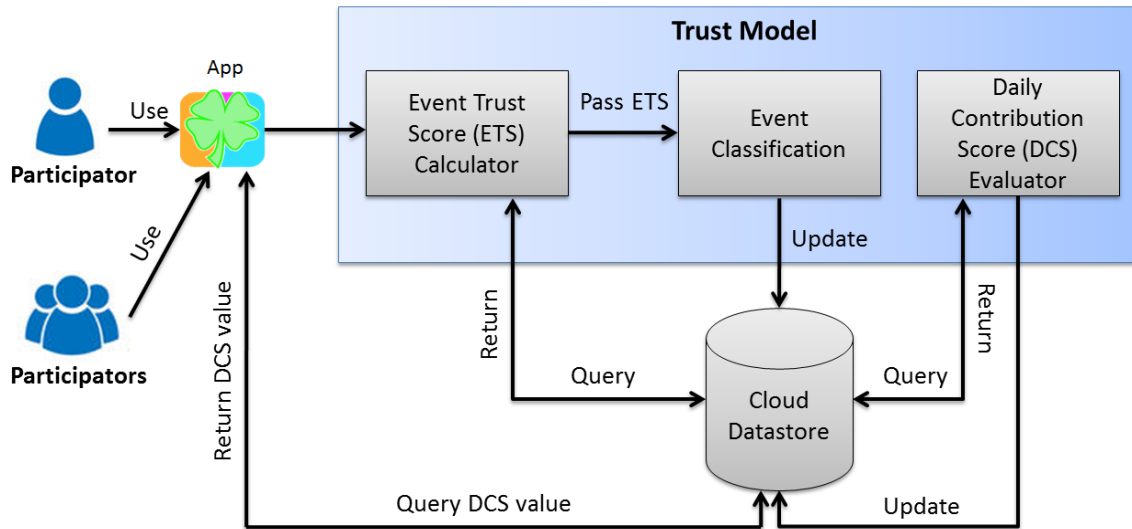 Trust Model
App
Event Trust
Score (ETS)
Calculator
Pass ETS
Event
Classification
Daily
Contribution
Score (DCS)
Evaluator
Use
Participator
Use
Participators
Update
Return DCS value
Return
Return
Query
Query
Cloud
Datastore
Query DCS value
Update